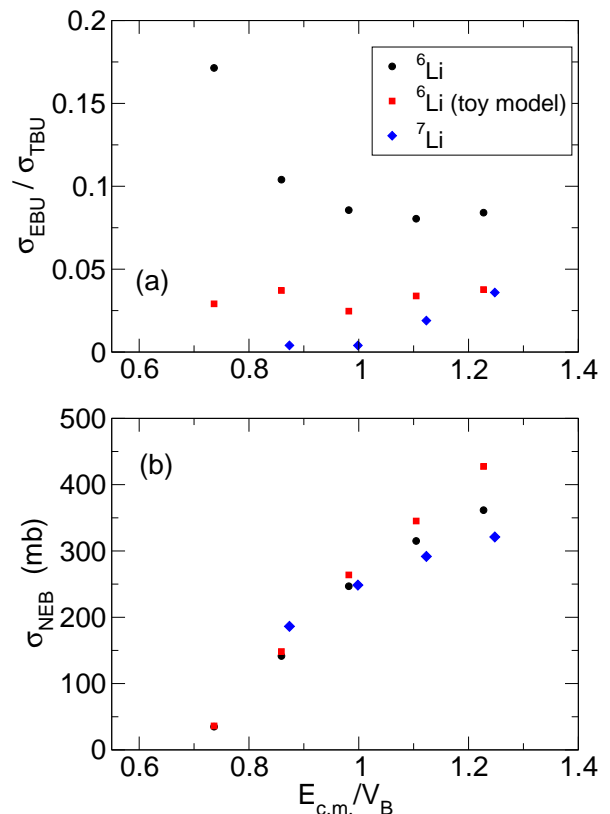 0.2
⁶Li
⁶Li (toy model)
⁷Li
0.15
0.1
0.05
0
σ_EBU / σ_TBU
(a)
0.6 0.8 1 1.2 1.4
500
400
300
200
100
0
σ_NEB (mb)
(b)
0.6 0.8 1 1.2 1.4
E_c.m./V_B